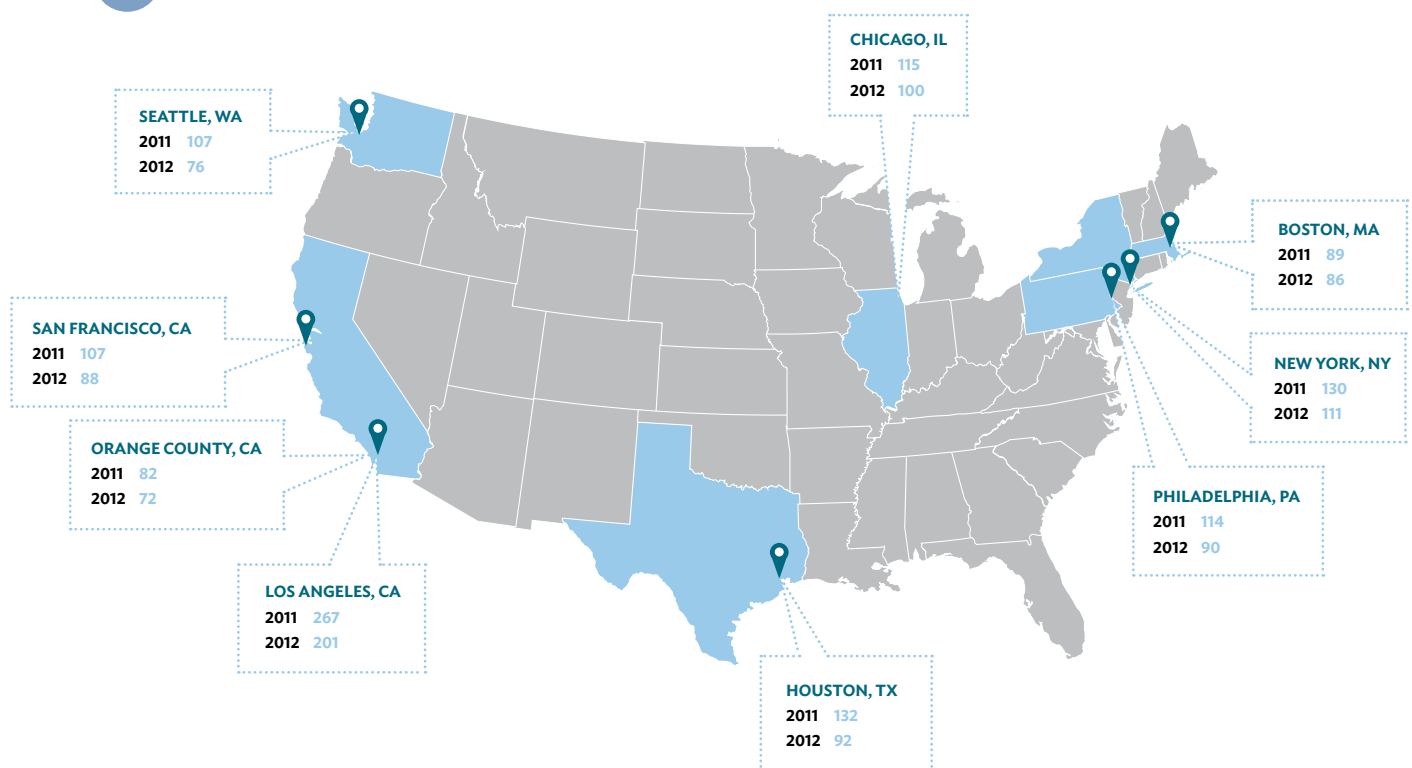 CHICAGO, IL
2011 115
2012 100
SEATTLE, WA
2011 107
2012 76
BOSTON, MA
2011 89
2012 86
SAN FRANCISCO, CA
2011 107
2012 88
NEW YORK, NY
2011 130
2012 111
ORANGE COUNTY, CA
2011 82
2012 72
PHILADELPHIA, PA
2011 114
2012 90
LOS ANGELES, CA
2011 267
2012 201
HOUSTON, TX
2011 132
2012 92